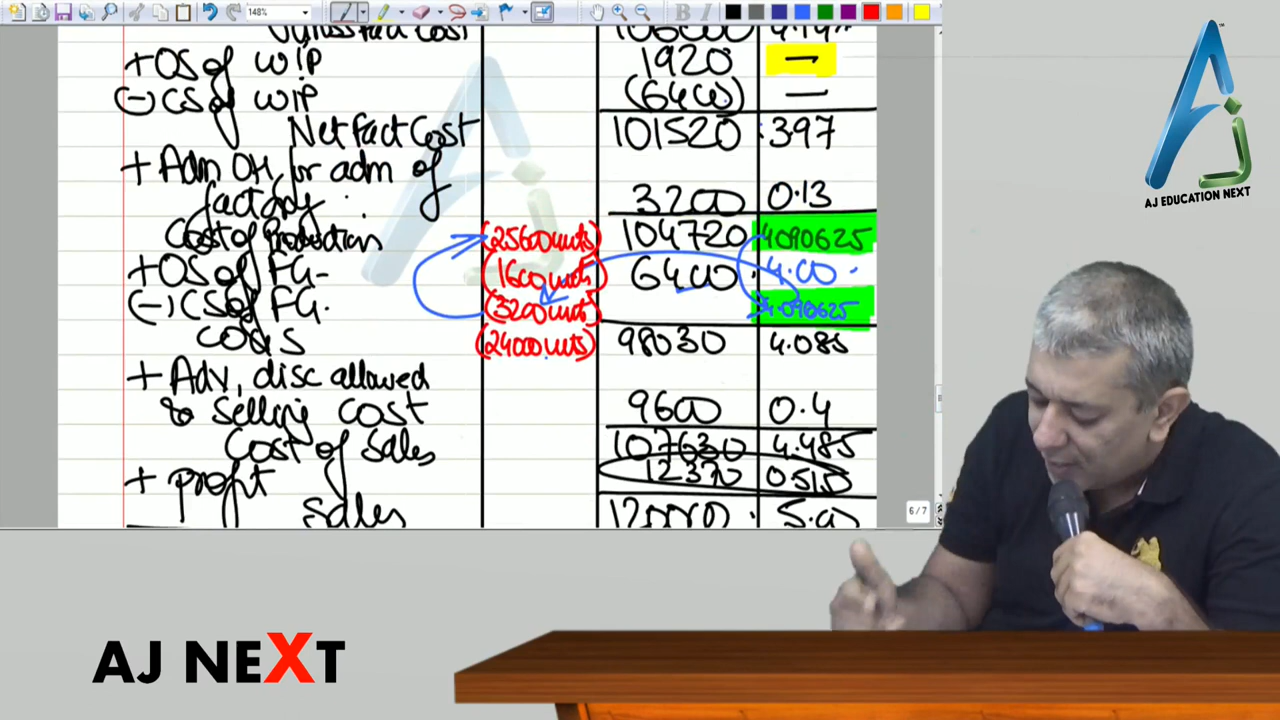 148%
+OS of WIP 1920 —
(-) CS of WIP (6400) —
Net fact Cost 101520 3.97
+ Adm OH for adm of
factory 3200 0.13
Cost of Production (25600 units) 104720 4.090625
+OS of FG (1600 units) 6400 4.00
(-) CS of FG (3200 units) 4.090625
COGS (24000 units) 98030 4.085
+ Adv, disc allowed
& selling cost 9600 0.4
Cost of Sales 107630 4.485
+ profit 12370 0.515
Sales 120000 5.00
6/7
AJ EDUCATION NEXT
AJ NEXT